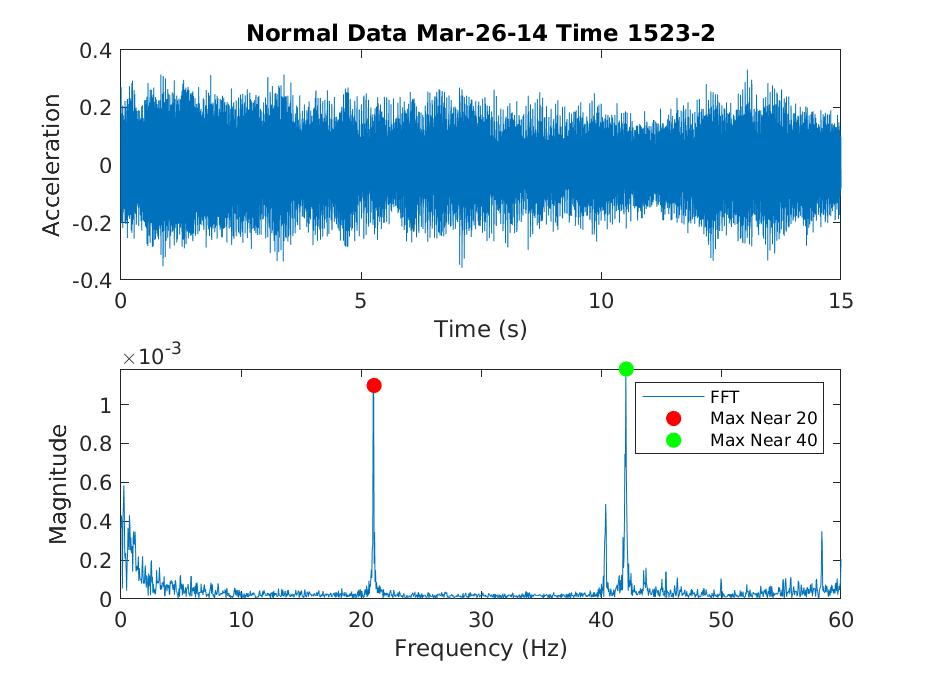 Normal Data Mar-26-14 Time 1523-2
0.4
0.2
0
-0.2
-0.4
Acceleration
0 5 10 15
Time (s)
×10-3
1
0.8
0.6
0.4
0.2
0
Magnitude
FFT
Max Near 20
Max Near 40
0 10 20 30 40 50 60
Frequency (Hz)